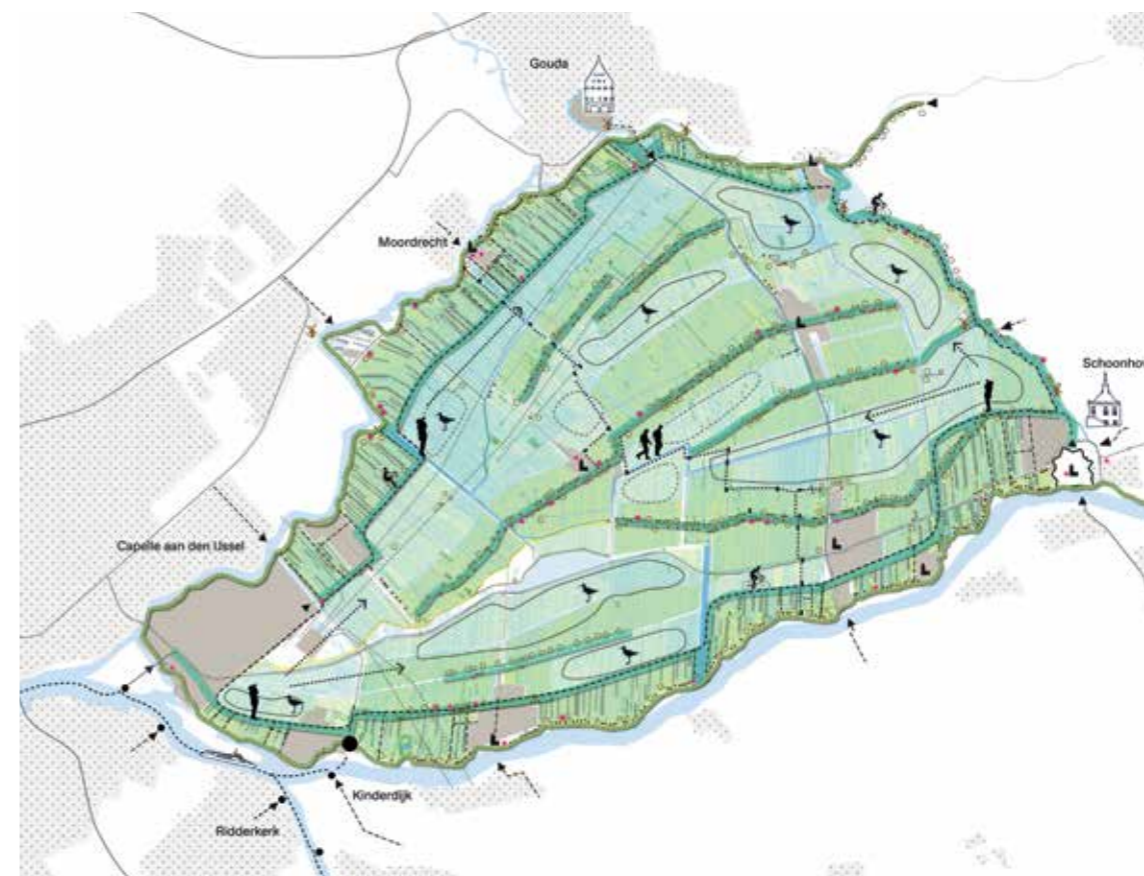 Gouda
Moordrecht
Schoonhov
Capelle aan den IJssel
Kinderdijk
Ridderkerk